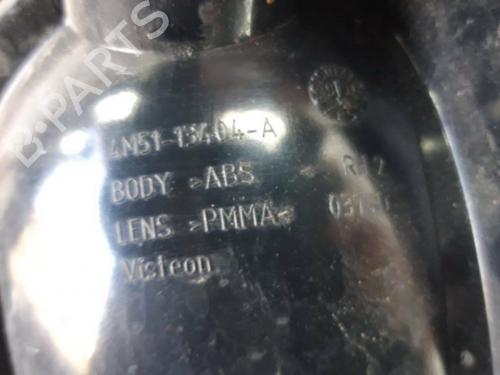 B-PARTS
4M51-13404-A
BODY >ABS<
LENS >PMMA<
Visteon